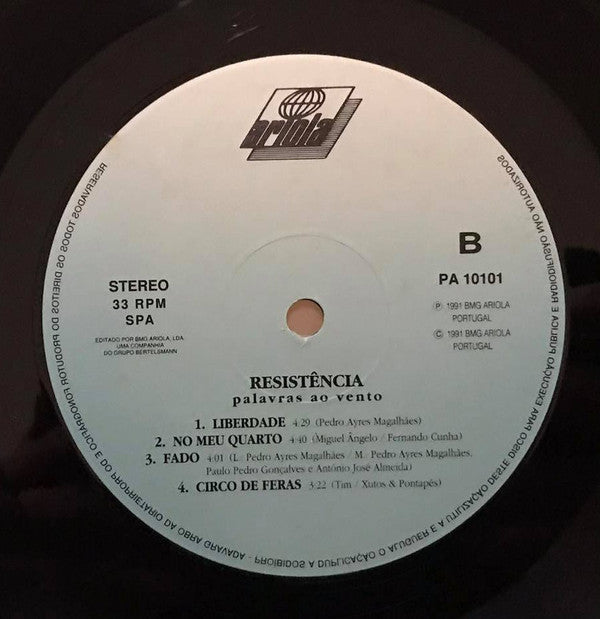 ariola
B
STEREO
33 RPM
SPA
PA 10101
EDITADO POR BMG ARIOLA, LDA.
UMA COMPANHIA
DO GRUPO BERTELSMANN
℗ 1991 BMG ARIOLA
PORTUGAL
© 1991 BMG ARIOLA
PORTUGAL
RESISTÊNCIA
palavras ao vento
1. LIBERDADE 4:29 (Pedro Ayres Magalhães)
2. NO MEU QUARTO 4:40 (Miguel Ângelo / Fernando Cunha)
3. FADO 4:01 (L: Pedro Ayres Magalhães / M: Pedro Ayres Magalhães,
Paulo Pedro Gonçalves e António José Almeida)
4. CIRCO DE FERAS 3:22 (Tim / Xutos & Pontapés)
RESERVADOS TODOS OS DIREITOS DO PRODUTOR FONOGRÁFICO E DO PROPRIETÁRIO DA OBRA GRAVADA - PROÍBIDOS A DUPLICAÇÃO O ALUGUER E A UTILIZAÇÃO DESTE DISCO PARA EXECUÇÃO PÚBLICA E RADIODIFUSÃO NÃO AUTORIZADOS